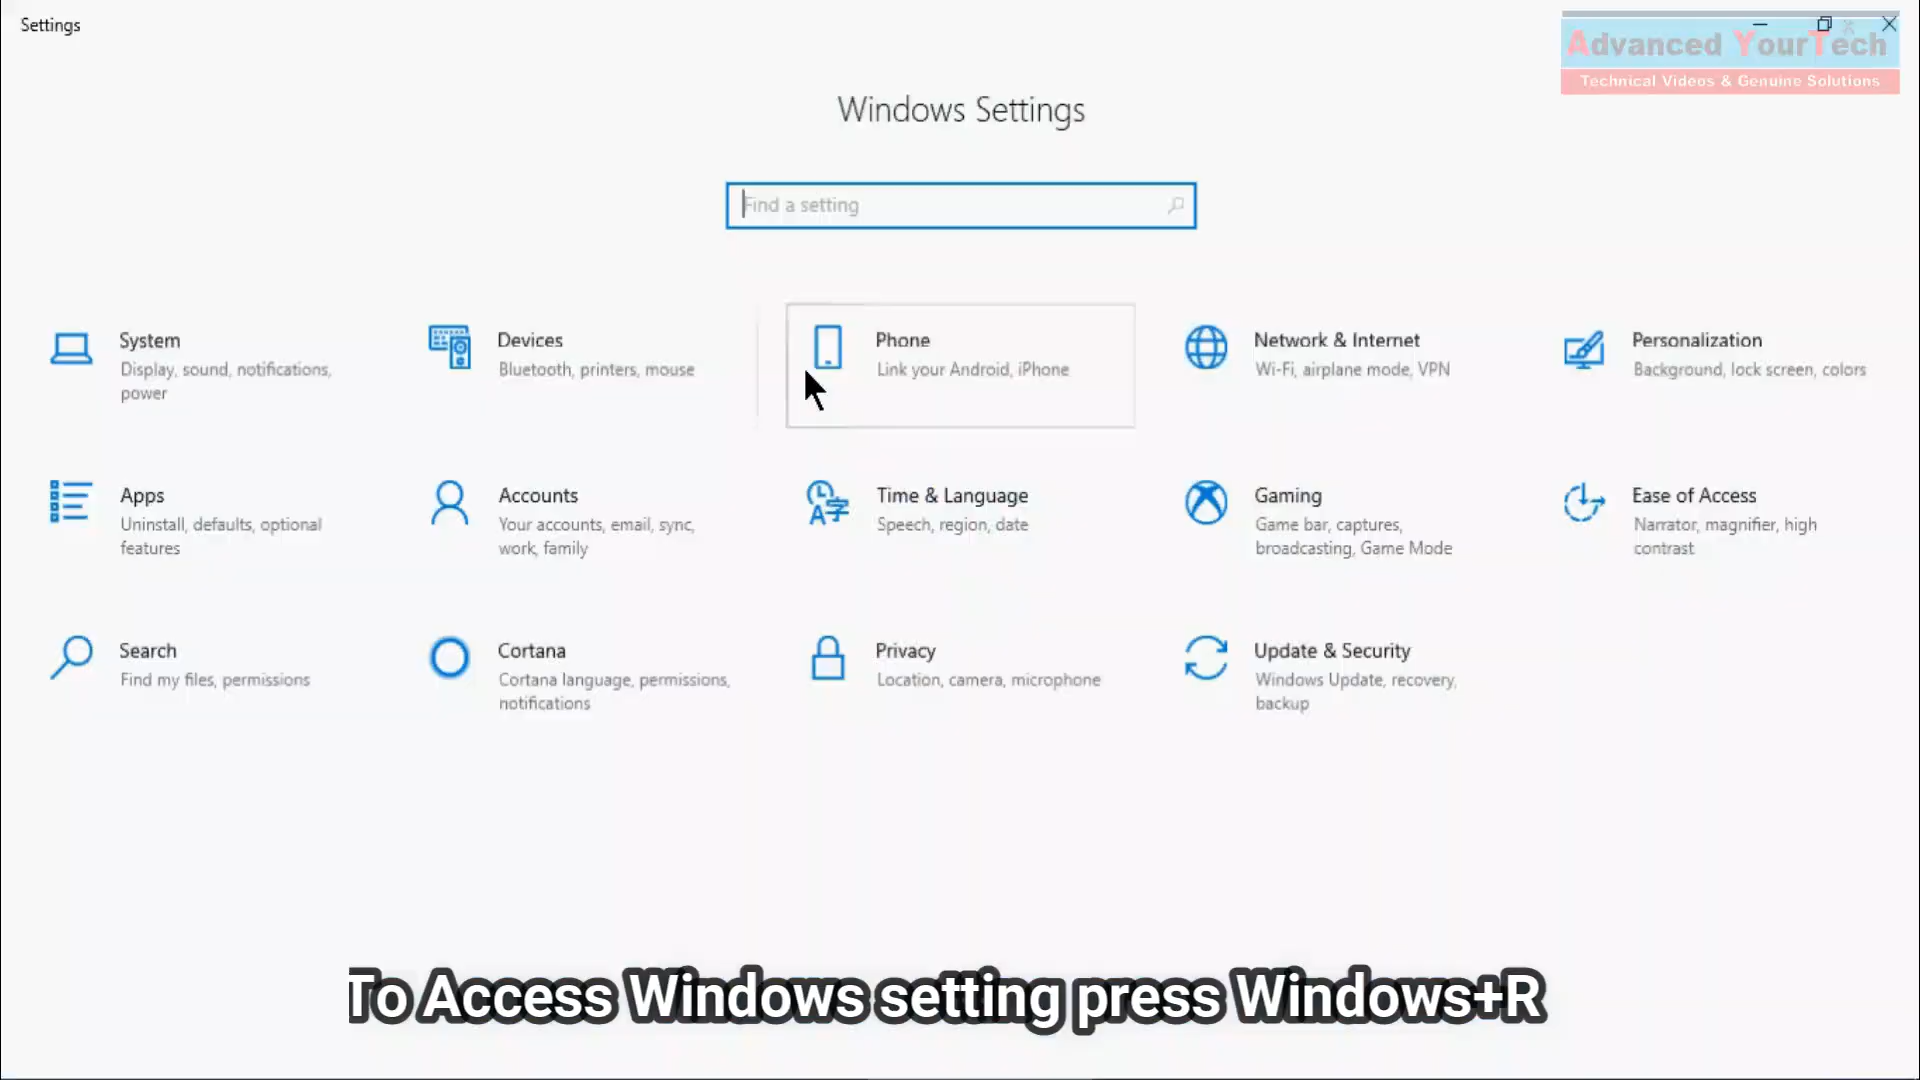 Settings
Advanced YourTech
Technical Videos & Genuine Solutions
Windows Settings
Find a setting
System
Display, sound, notifications,
power
Devices
Bluetooth, printers, mouse
Phone
Link your Android, iPhone
Network & Internet
Wi-Fi, airplane mode, VPN
Personalization
Background, lock screen, colors
Apps
Uninstall, defaults, optional
features
Accounts
Your accounts, email, sync,
work, family
Time & Language
Speech, region, date
Gaming
Game bar, captures,
broadcasting, Game Mode
Ease of Access
Narrator, magnifier, high
contrast
Search
Find my files, permissions
Cortana
Cortana language, permissions,
notifications
Privacy
Location, camera, microphone
Update & Security
Windows Update, recovery,
backup
To Access Windows setting press Windows+R